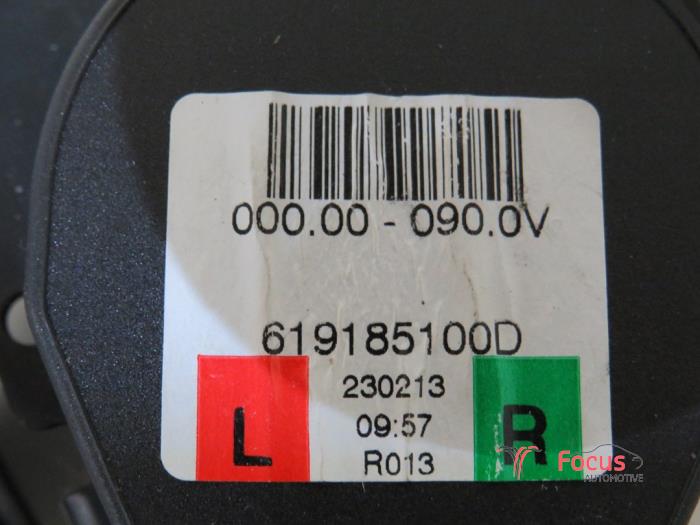 000.00 - 090.0V
619185100D
230213
09:57
R013
L
R
Focus
AUTOMOTIVE